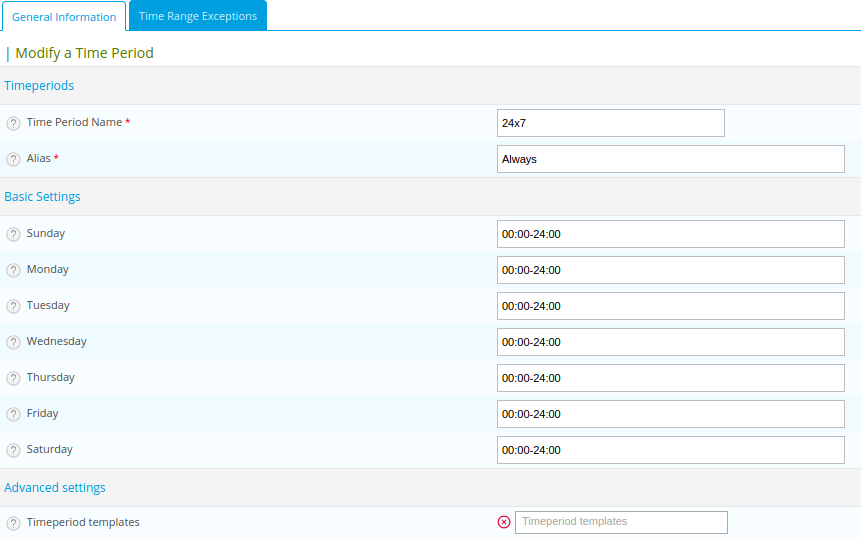 General Information Time Range Exceptions
| Modify a Time Period
Timeperiods
? Time Period Name * 24x7
? Alias * Always
Basic Settings
? Sunday 00:00-24:00
? Monday 00:00-24:00
? Tuesday 00:00-24:00
? Wednesday 00:00-24:00
? Thursday 00:00-24:00
? Friday 00:00-24:00
? Saturday 00:00-24:00
Advanced settings
? Timeperiod templates Timeperiod templates